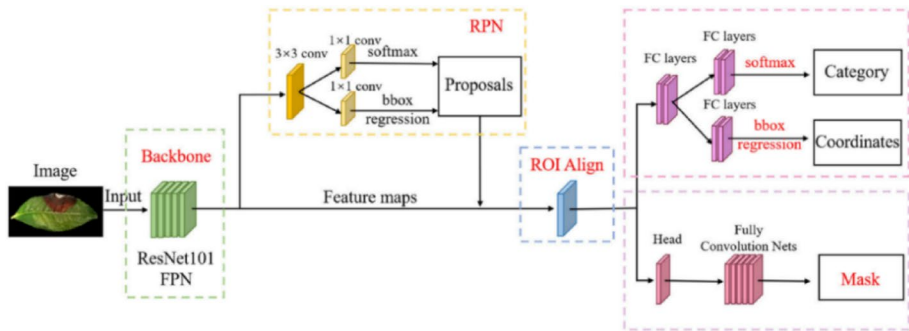 Image
Input
Backbone
ResNet101
FPN
RPN
3×3 conv
1×1 conv
softmax
1×1 conv
bbox
regression
Proposals
Feature maps
ROI Align
FC layers
FC layers
softmax
Category
FC layers
bbox
regression
Coordinates
Head
Fully
Convolution Nets
Mask